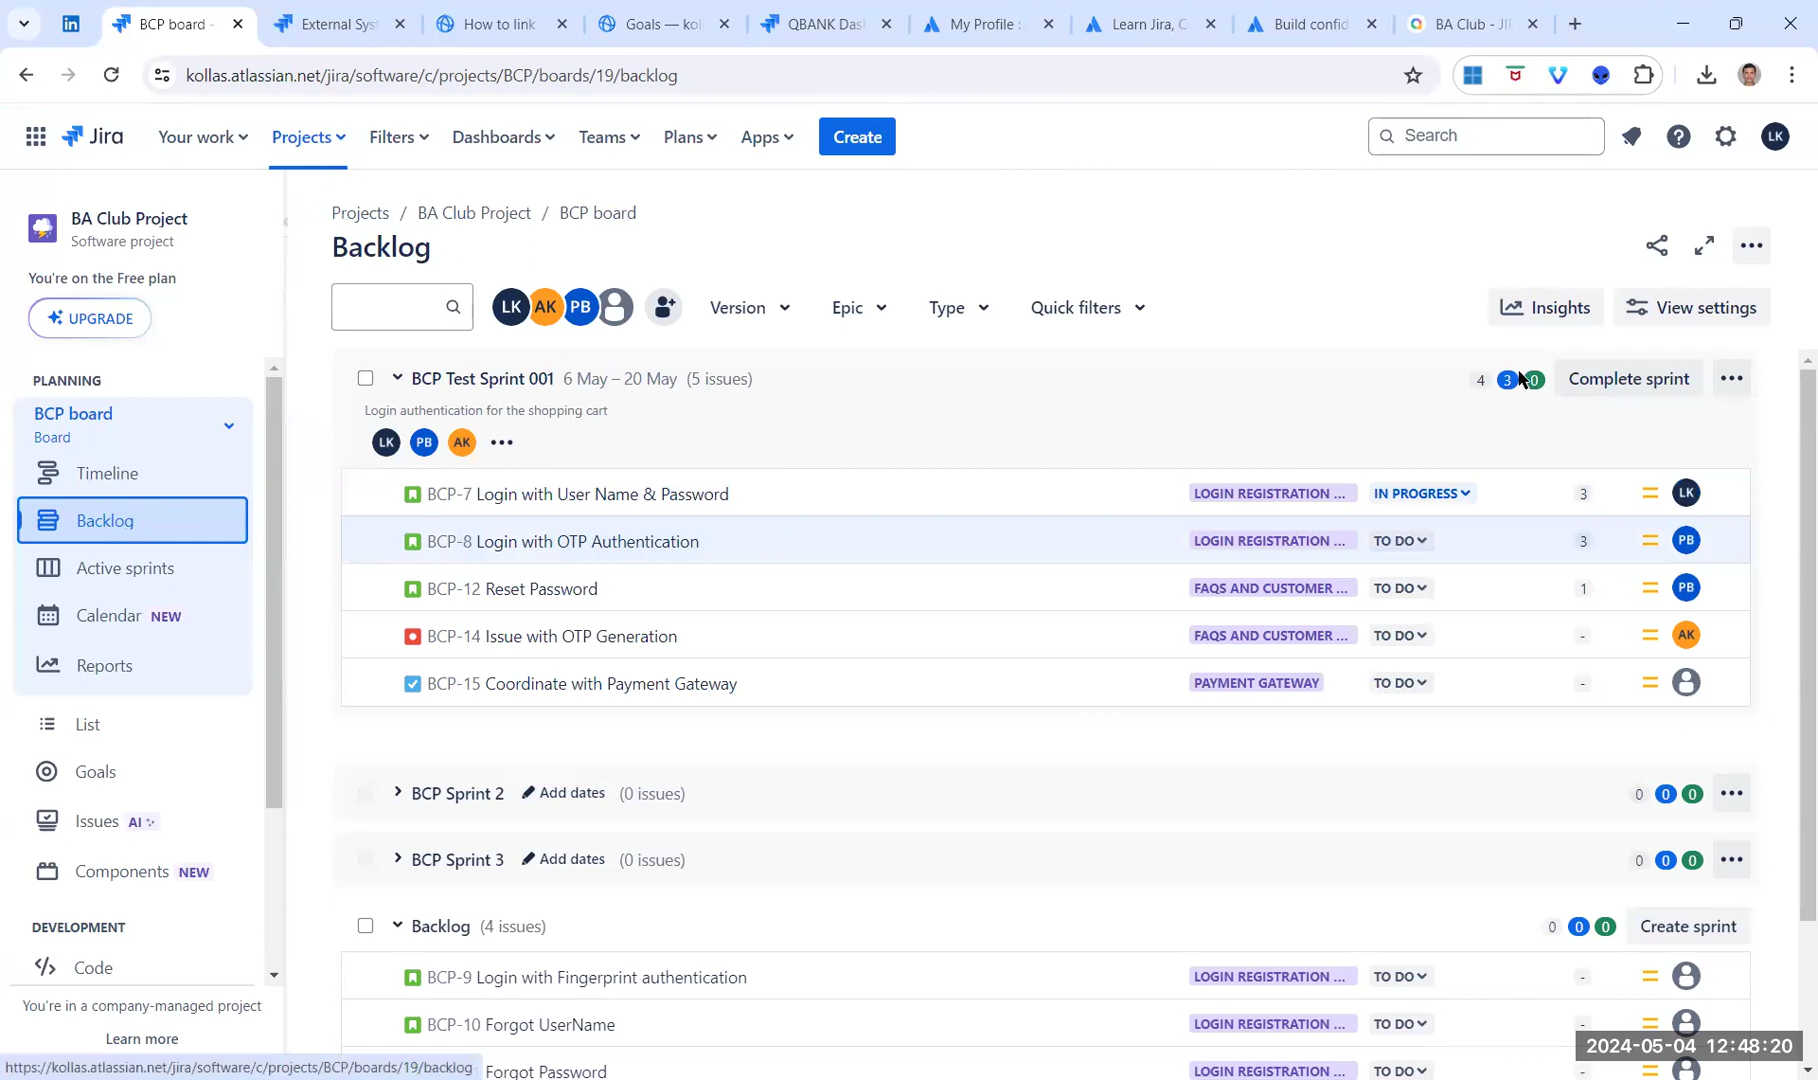 BCP board -
External Sys
How to link
Goals — kol
QBANK Das
My Profile :
Learn Jira, C
Build confid
BA Club - JI
kollas.atlassian.net/jira/software/c/projects/BCP/boards/19/backlog
Jira
Your work
Projects
Filters
Dashboards
Teams
Plans
Apps
Create
Search
LK
BA Club Project
Software project
You're on the Free plan
UPGRADE
PLANNING
BCP board
Board
Timeline
Backlog
Active sprints
Calendar NEW
Reports
List
Goals
Issues AI
Components NEW
DEVELOPMENT
Code
You're in a company-managed project
Learn more
https://kollas.atlassian.net/jira/software/c/projects/BCP/boards/19/backlog
Projects / BA Club Project / BCP board
Backlog
LK AK PB
Version
Epic
Type
Quick filters
Insights
View settings
BCP Test Sprint 001 6 May – 20 May (5 issues) 4 3 0 Complete sprint
Login authentication for the shopping cart
LK PB AK
BCP-7 Login with User Name & Password LOGIN REGISTRATION ... IN PROGRESS 3 LK
BCP-8 Login with OTP Authentication LOGIN REGISTRATION ... TO DO 3 PB
BCP-12 Reset Password FAQS AND CUSTOMER ... TO DO 1 PB
BCP-14 Issue with OTP Generation FAQS AND CUSTOMER ... TO DO - AK
BCP-15 Coordinate with Payment Gateway PAYMENT GATEWAY TO DO -
BCP Sprint 2 Add dates (0 issues) 0 0 0
BCP Sprint 3 Add dates (0 issues) 0 0 0
Backlog (4 issues) 0 0 0 Create sprint
BCP-9 Login with Fingerprint authentication LOGIN REGISTRATION ... TO DO -
BCP-10 Forgot UserName LOGIN REGISTRATION ... TO DO -
Forgot Password LOGIN REGISTRATION ... TO DO
2024-05-04 12:48:20